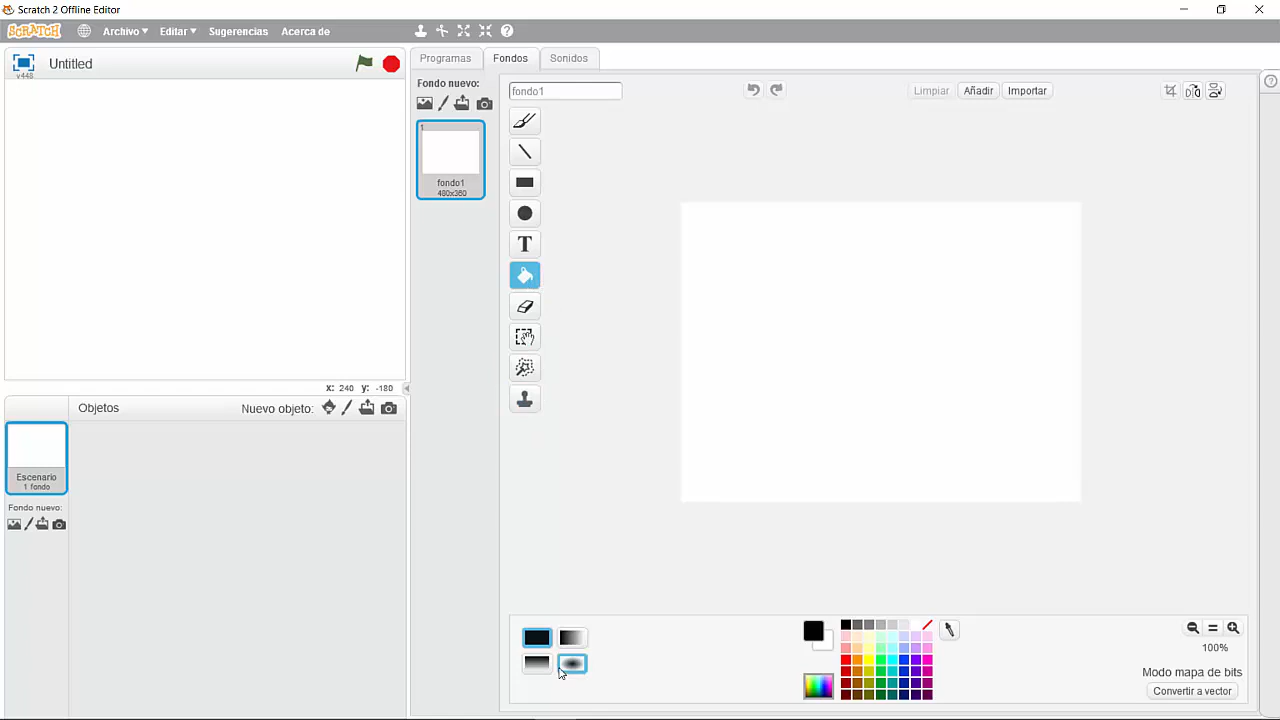 Scratch 2 Offline Editor
SCRATCH Archivo Editar Sugerencias Acerca de
v448 Untitled
Programas Fondos Sonidos
Fondo nuevo:
fondo1
Limpiar Añadir Importar
1
fondo1
480x360
x: 240 y: -180
Objetos Nuevo objeto:
Escenario
1 fondo
Fondo nuevo:
T
100%
Modo mapa de bits
Convertir a vector